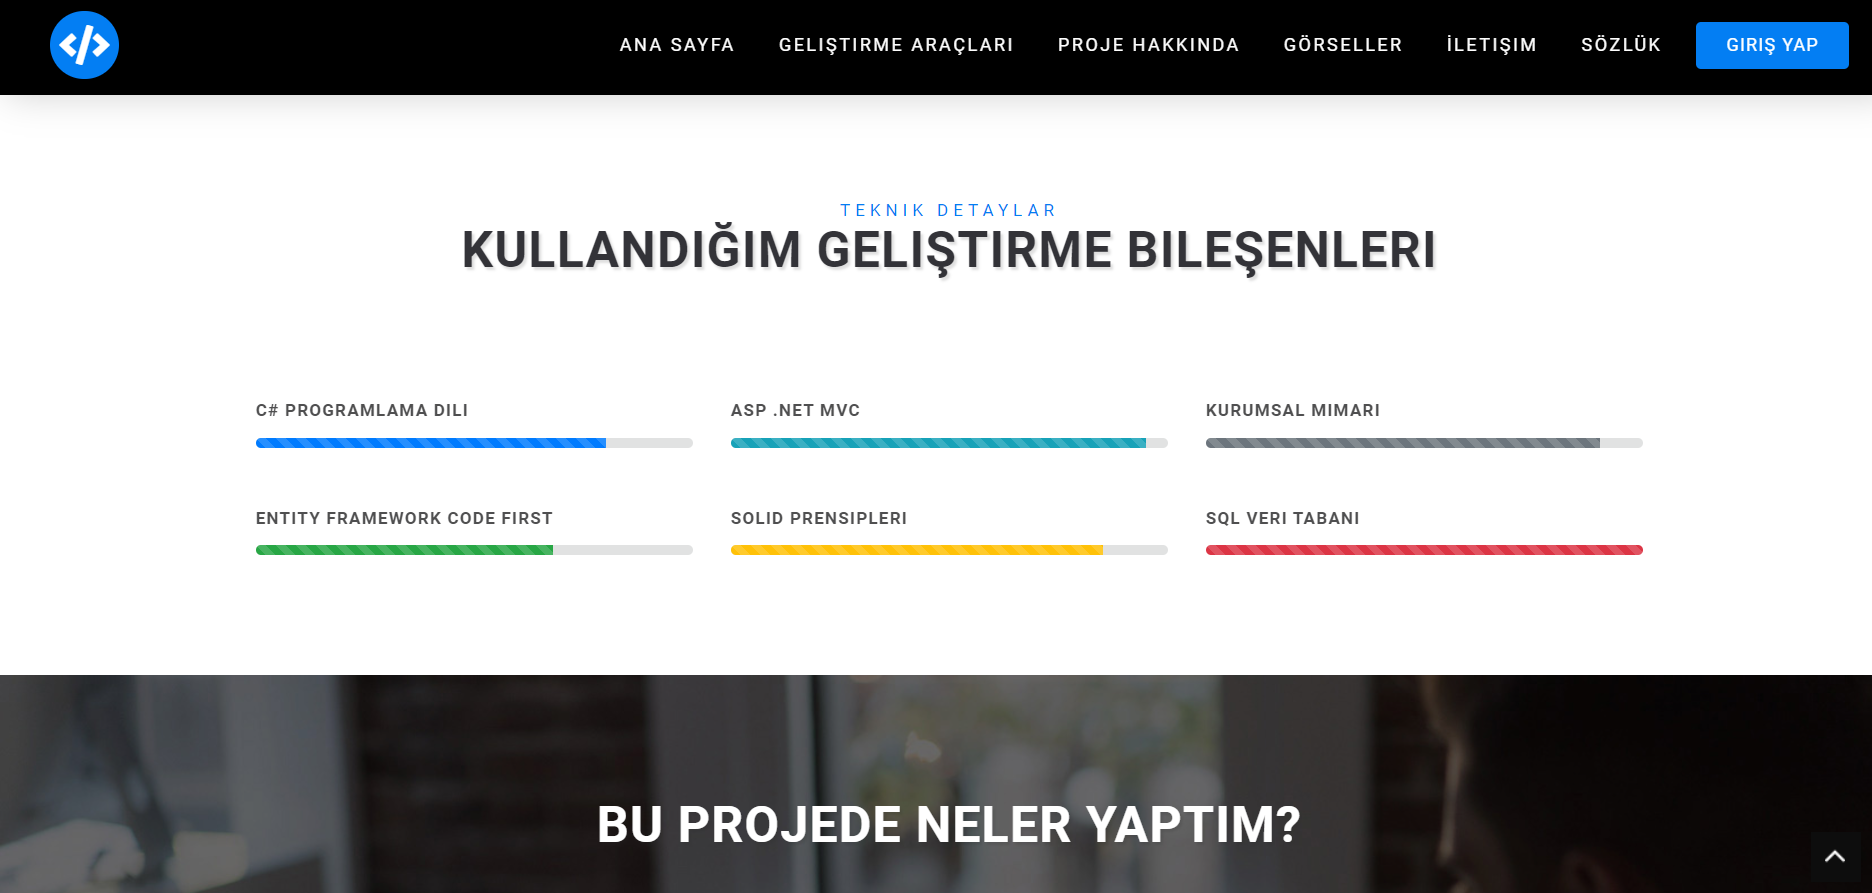 ANA SAYFA GELIŞTIRME ARAÇLARI PROJE HAKKINDA GÖRSELLER İLETIŞIM SÖZLÜK GIRIŞ YAP
TEKNIK DETAYLAR
KULLANDIĞIM GELIŞTIRME BILEŞENLERI
C# PROGRAMLAMA DILI ASP .NET MVC KURUMSAL MIMARI
ENTITY FRAMEWORK CODE FIRST SOLID PRENSIPLERI SQL VERI TABANI
BU PROJEDE NELER YAPTIM?